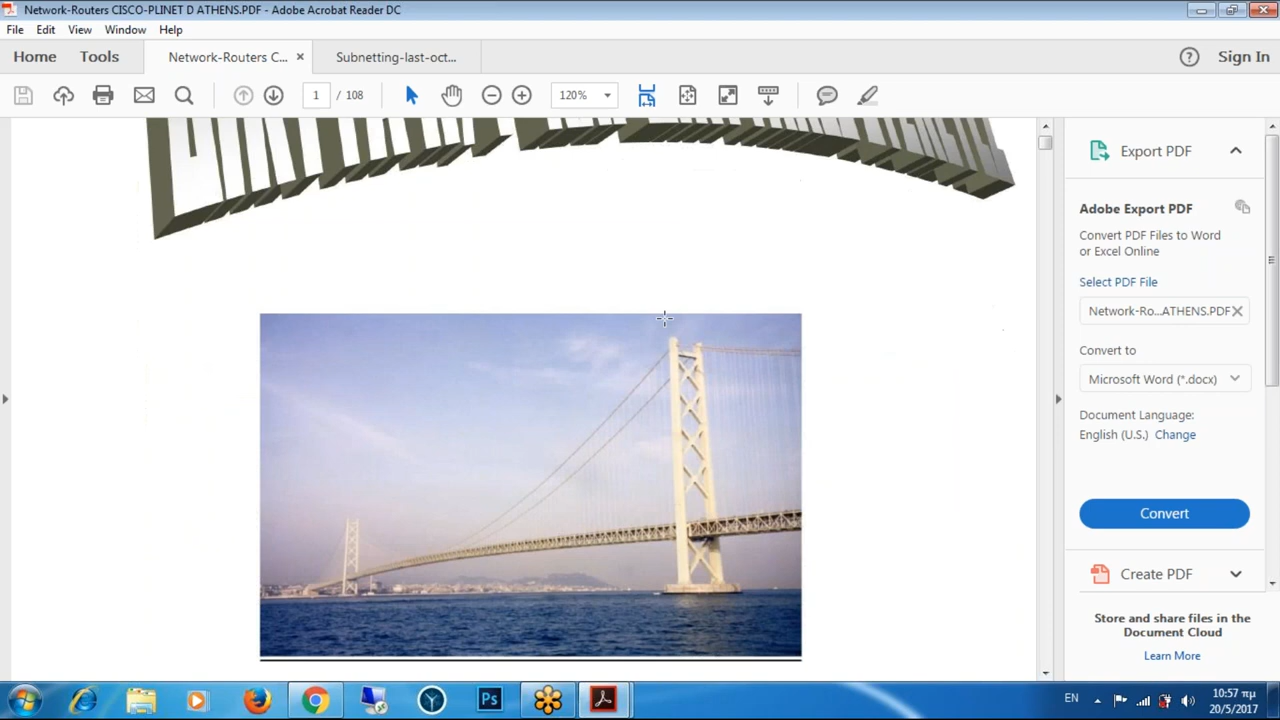 Network-Routers CISCO-PLINET D ATHENS.PDF - Adobe Acrobat Reader DC
File Edit View Window Help
Home Tools Network-Routers C... Subnetting-last-oct... Sign In
1 / 108 120%
Export PDF
Adobe Export PDF
Convert PDF Files to Word
or Excel Online
Select PDF File
Network-Ro...ATHENS.PDF
Convert to
Microsoft Word (*.docx)
Document Language:
English (U.S.) Change
Convert
Create PDF
Store and share files in the
Document Cloud
Learn More
Ps
EN
10:57 πμ
20/5/2017